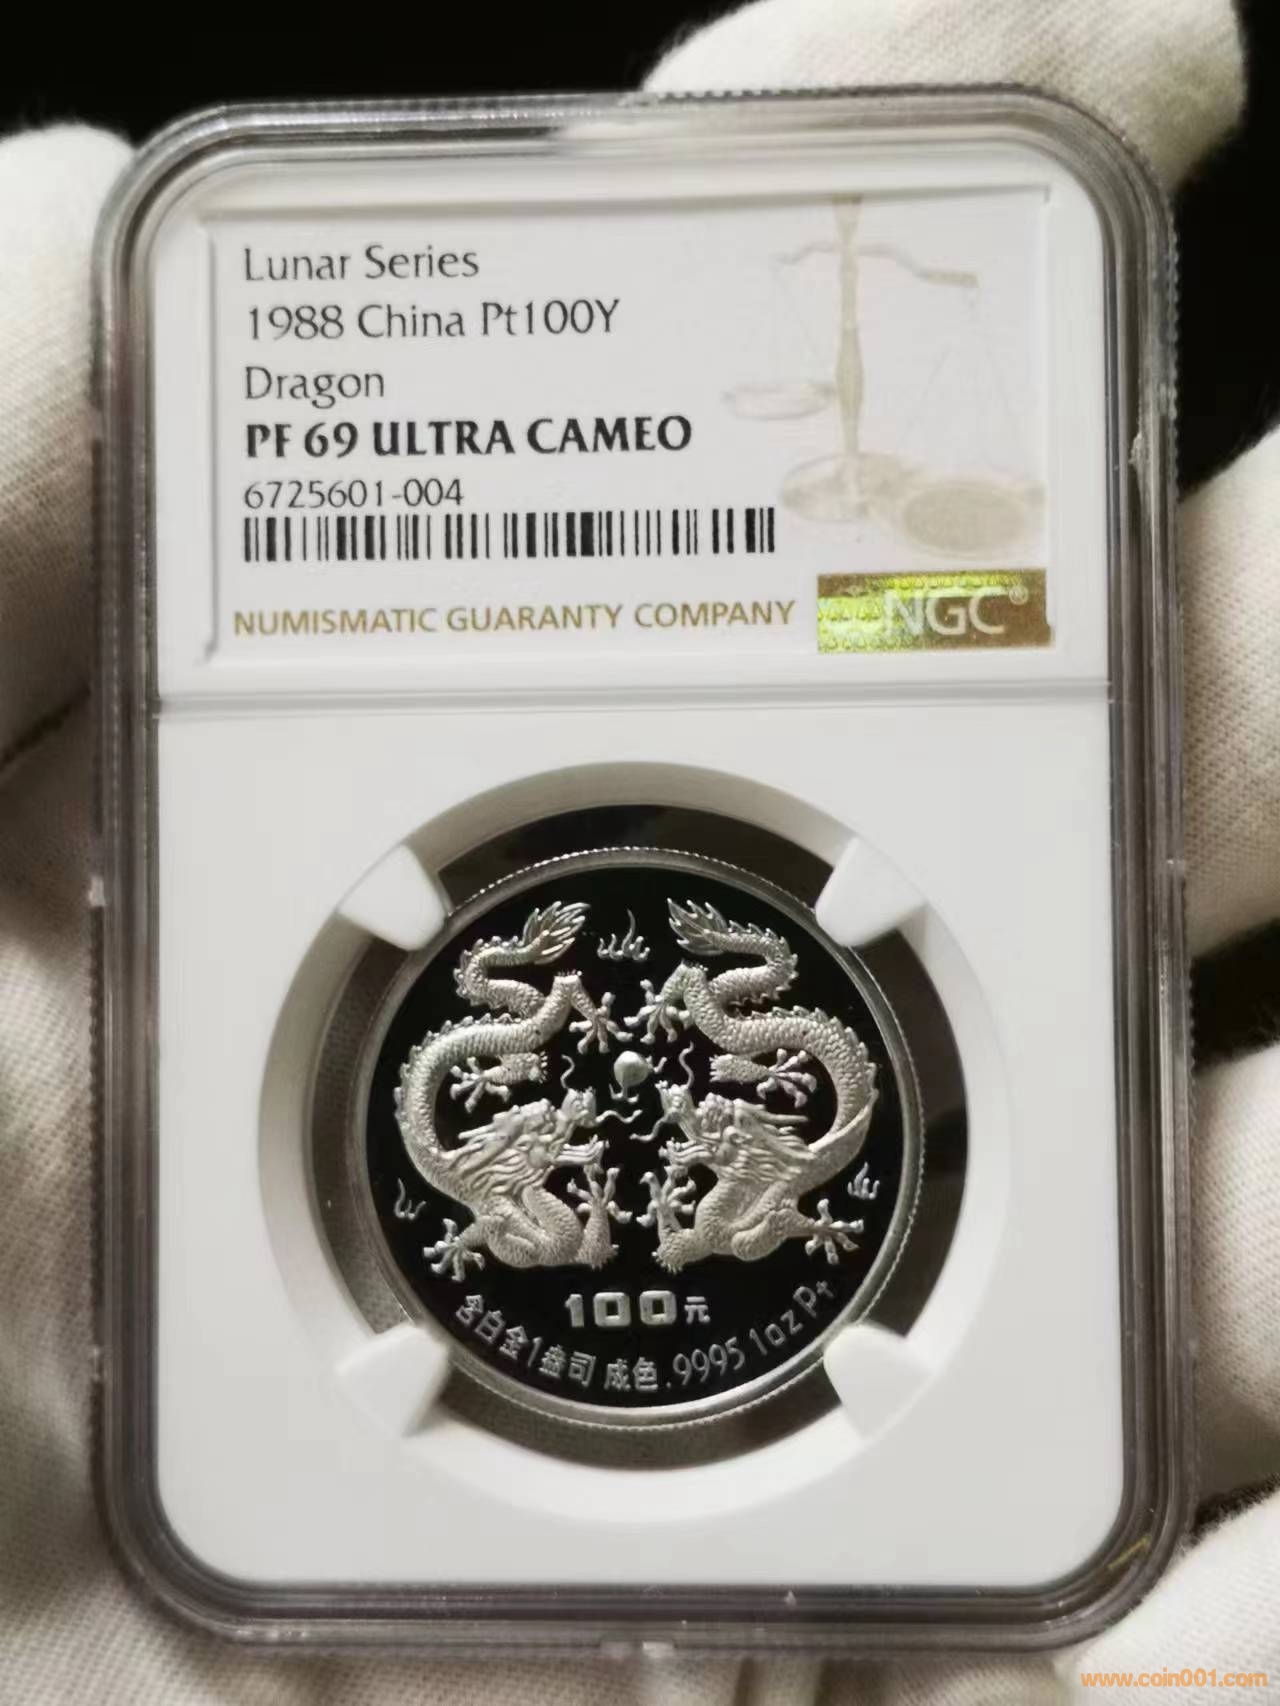 Lunar Series
1988 China Pt100Y
Dragon
PF 69 ULTRA CAMEO
6725601-004
NUMISMATIC GUARANTY COMPANY
NGC®
100元
含白金1盎司 成色.9995 1oz Pt
www.coin001.com